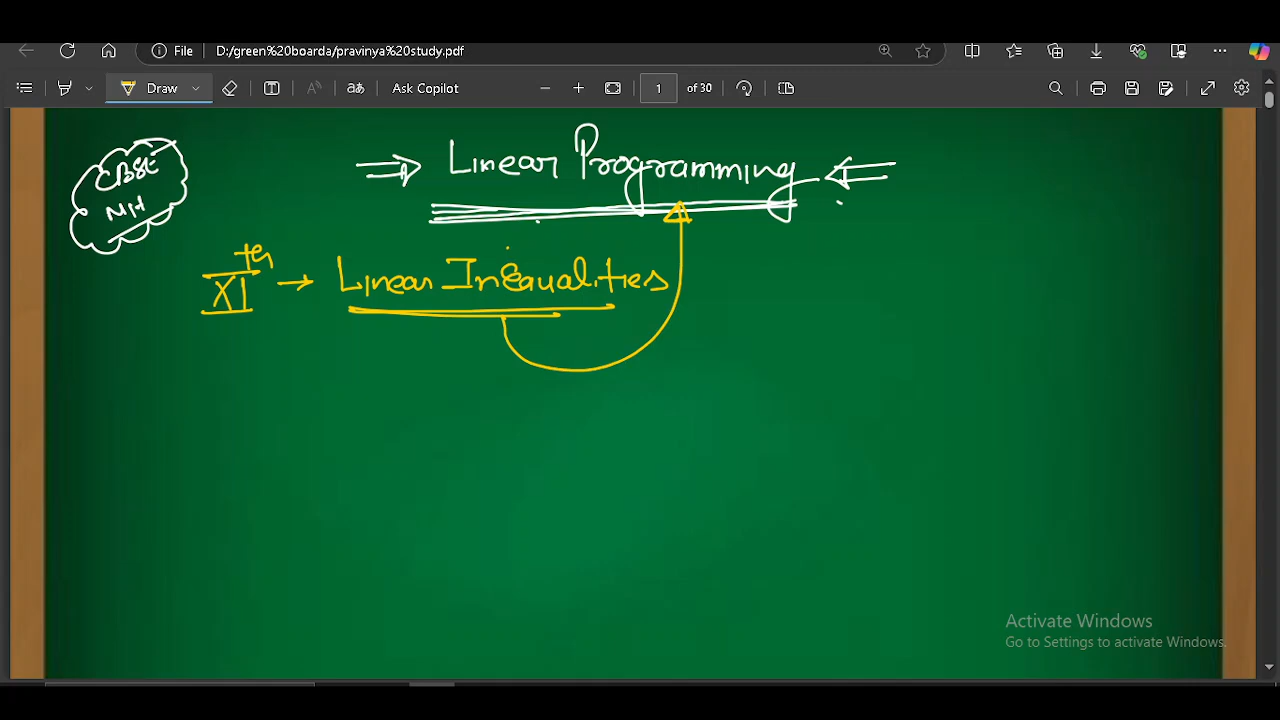 File D:/green%20boarda/pravinya%20study.pdf
Draw Ask Copilot 1 of 30
CBSE
Linear Programming
XIth → Linear Inequalities
Activate Windows
Go to Settings to activate Windows.